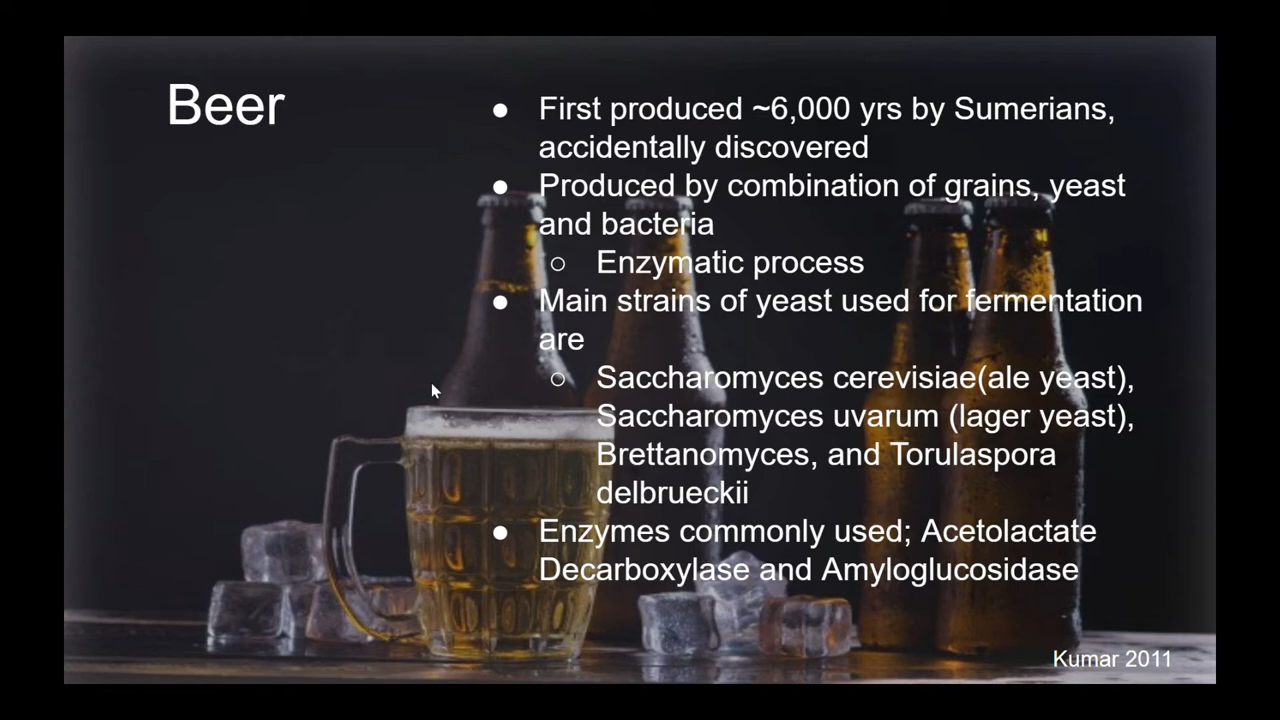 Beer
● First produced ~6,000 yrs by Sumerians,
accidentally discovered
● Produced by combination of grains, yeast
and bacteria
○ Enzymatic process
● Main strains of yeast used for fermentation
are
○ Saccharomyces cerevisiae(ale yeast),
Saccharomyces uvarum (lager yeast),
Brettanomyces, and Torulaspora
delbrueckii
● Enzymes commonly used; Acetolactate
Decarboxylase and Amyloglucosidase
Kumar 2011